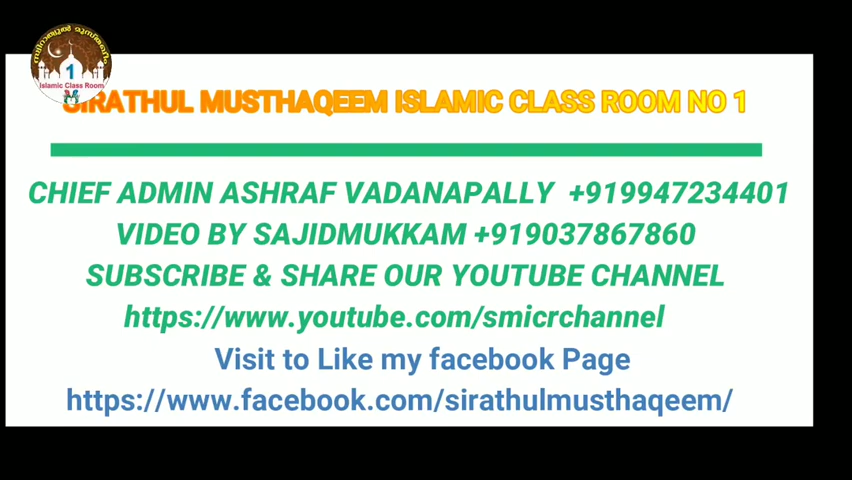 സ്വിറാത്വുൽ മുസ്തഖീം
1
Islamic Class Room
SIRATHUL MUSTHAQEEM ISLAMIC CLASS ROOM NO 1
CHIEF ADMIN ASHRAF VADANAPALLY +919947234401
VIDEO BY SAJIDMUKKAM +919037867860
SUBSCRIBE & SHARE OUR YOUTUBE CHANNEL
https://www.youtube.com/smicrchannel
Visit to Like my facebook Page
https://www.facebook.com/sirathulmusthaqeem/